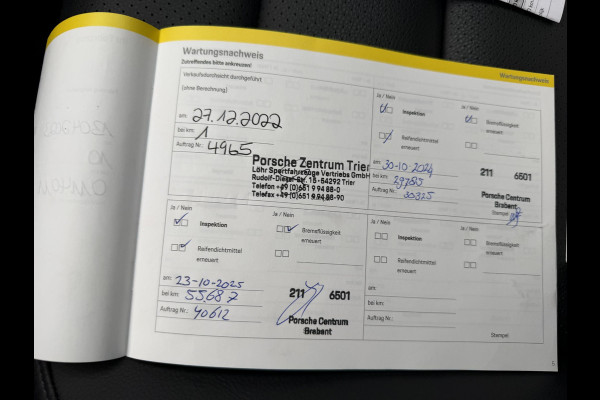 Wartungsnachweis
Zutreffendes bitte ankreuzen!
Wartungsnachweis
Verkaufsdurchsicht durchgeführt
(ohne Berechnung)
am: 27.12.2022
bei km: 1
Auftrag Nr.: 4965
Porsche Zentrum Trier
Löhr Sportfahrzeuge Vertriebs GmbH
Rudolf-Diesel-Str. 15 · 54292 Trier
Telefon +49 (0)651 9 94 88-0
Telefax +49 (0)651 9 94 88-90
Ja / Nein
Inspektion
Ja / Nein
Bremsflüssigkeit
erneuert
Reifendichtmittel
erneuert
am: 30-10-2024
bei km:
Auftrag Nr.: 30325
211 6501
Porsche Centrum
Brabant
Stempel
Ja / Nein
Inspektion
Ja / Nein
Bremsflüssigkeit
erneuert
Reifendichtmittel
erneuert
am: 23-10-2025
bei km: 55687
Auftrag Nr.: 40612
211 6501
Porsche Centrum
Brabant
Ja / Nein
Inspektion
Ja / Nein
Bremsflüssigkeit
erneuert
Reifendichtmittel
erneuert
am:
bei km:
Auftrag Nr.:
Stempel